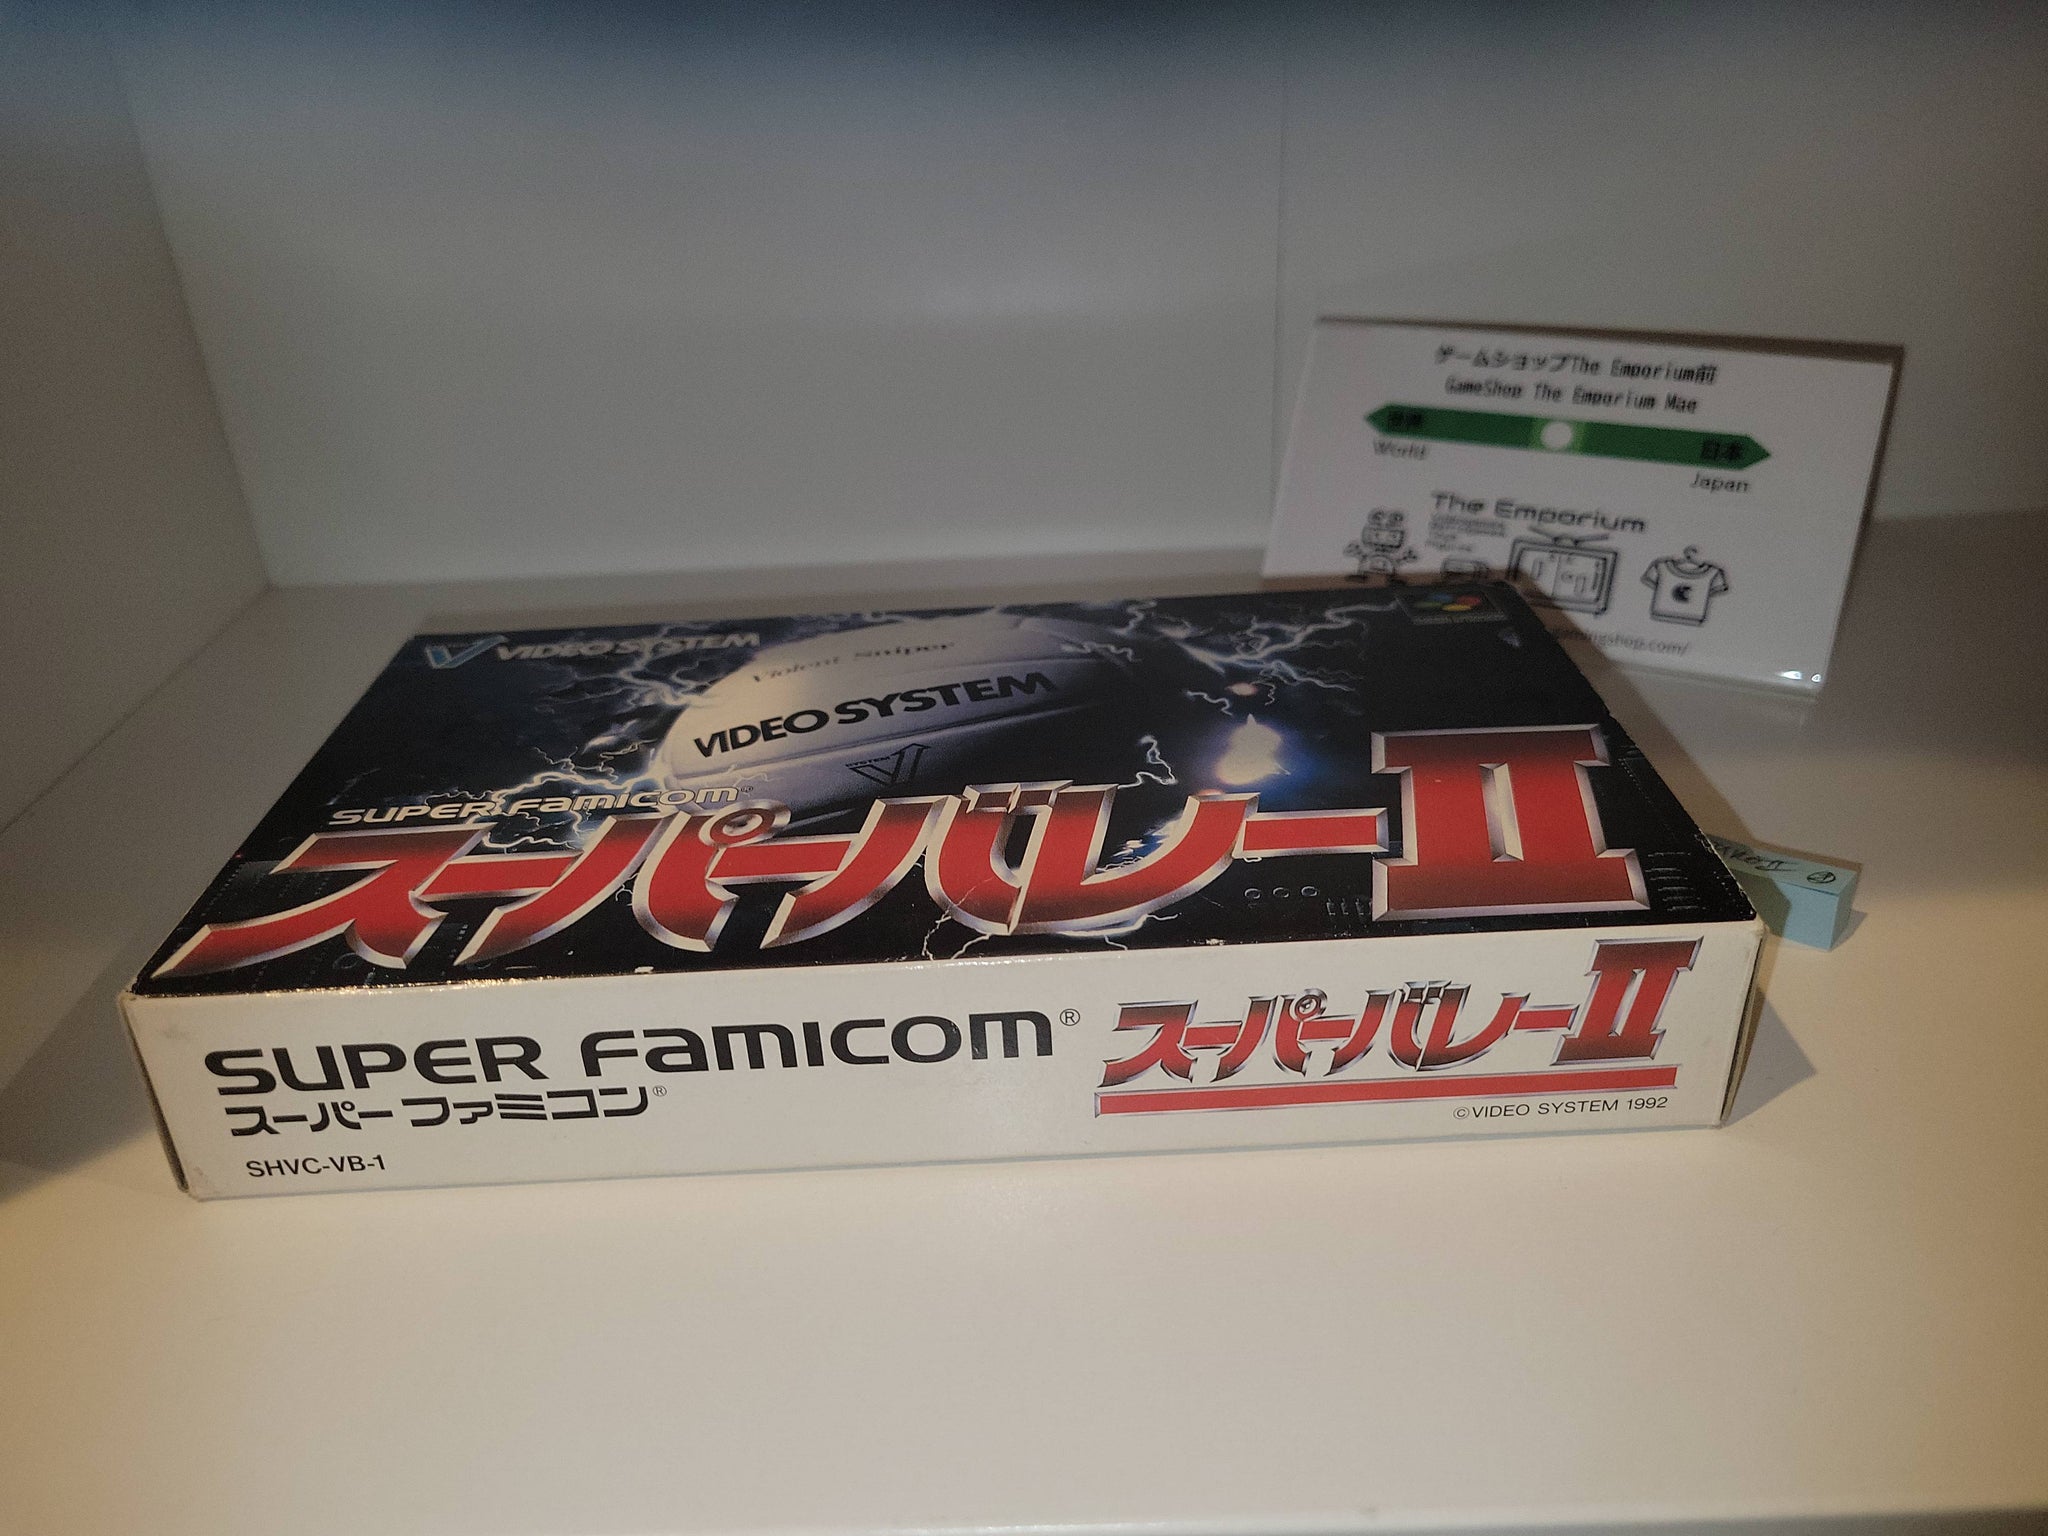 ゲームショップThe Emporium前
GameShop The Emporium Mae
世界
日本
World
Japan
The Emporium
VIDEO SYSTEM
Violent Sniper
VIDEO SYSTEM
SYSTEM V
SUPER FAMICOM®
スーパーバレーII
SUPER FAMICOM®
スーパーファミコン®
SHVC-VB-1
スーパーバレーII
©VIDEO SYSTEM 1992